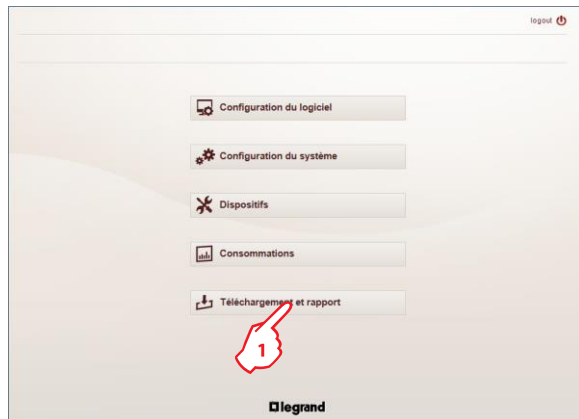 logout
Configuration du logiciel
Configuration du système
Dispositifs
Consommations
Téléchargement et rapport
1
legrand